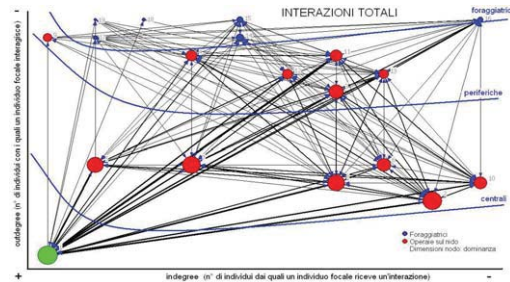 INTERAZIONI TOTALI
foraggiatrici
periferiche
centrali
Foraggiatrici
Operaie sul nido
Dimensioni nodo: dominanza
-
outdegree (n° di individui con i quali un individuo focale interagisce)
+
indegree (n° di individui dai quali un individuo focale riceve un'interazione)
-